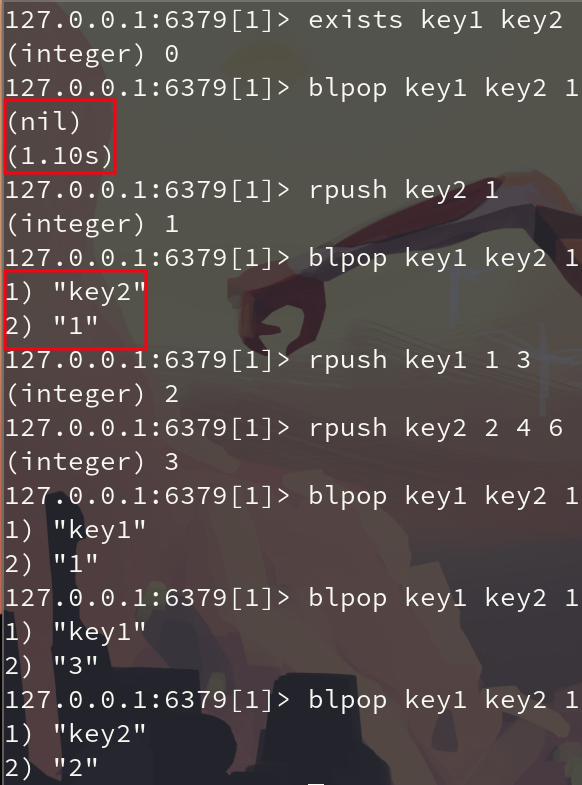 127.0.0.1:6379[1]> exists key1 key2
(integer) 0
127.0.0.1:6379[1]> blpop key1 key2 1
(nil)
(1.10s)
127.0.0.1:6379[1]> rpush key2 1
(integer) 1
127.0.0.1:6379[1]> blpop key1 key2 1
1) "key2"
2) "1"
127.0.0.1:6379[1]> rpush key1 1 3
(integer) 2
127.0.0.1:6379[1]> rpush key2 2 4 6
(integer) 3
127.0.0.1:6379[1]> blpop key1 key2 1
1) "key1"
2) "1"
127.0.0.1:6379[1]> blpop key1 key2 1
1) "key1"
2) "3"
127.0.0.1:6379[1]> blpop key1 key2 1
1) "key2"
2) "2"